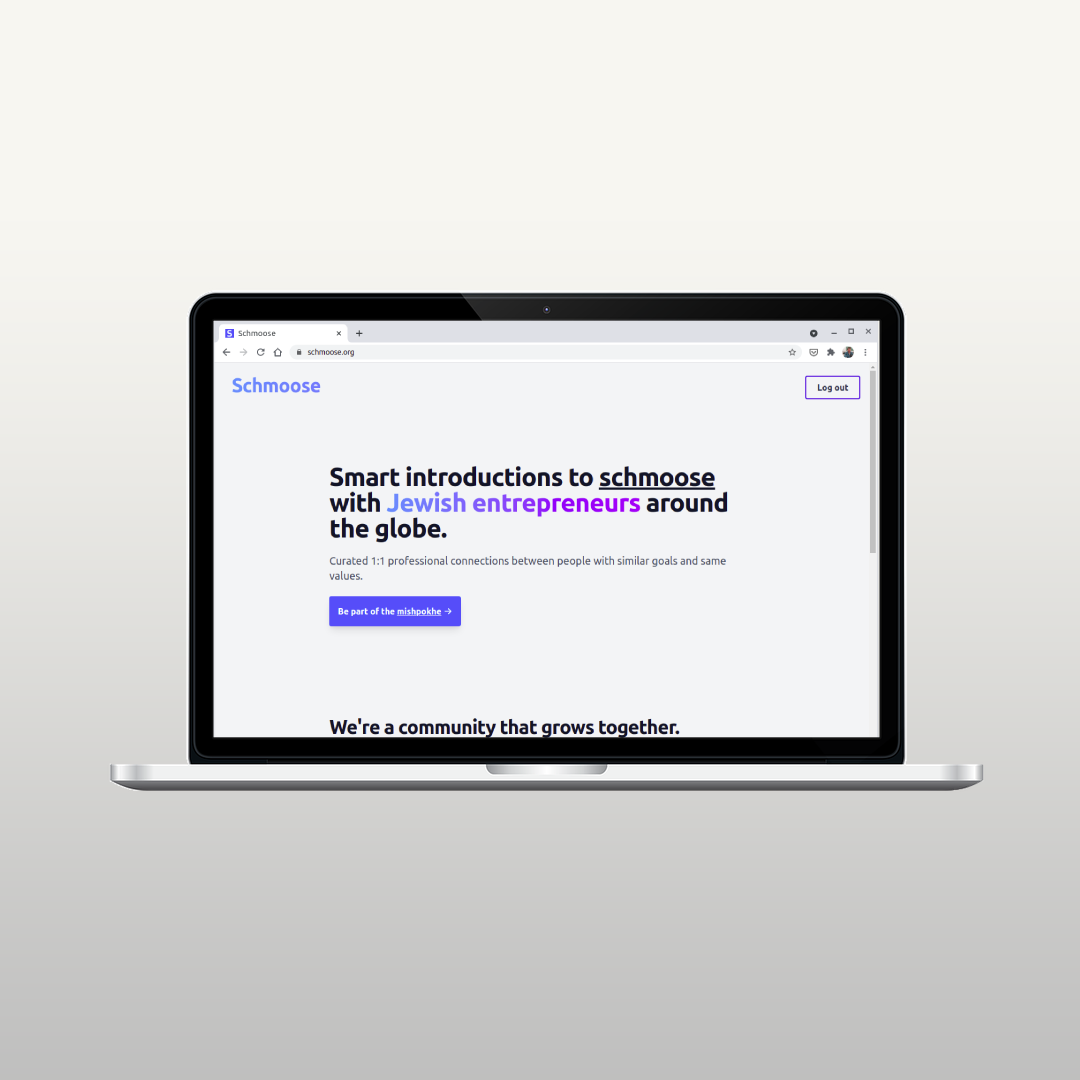 Schmoose
schmoose.org
Schmoose
Log out
Smart introductions to schmoose
with Jewish entrepreneurs around
the globe.
Curated 1:1 professional connections between people with similar goals and same
values.
Be part of the mishpokhe →
We're a community that grows together.